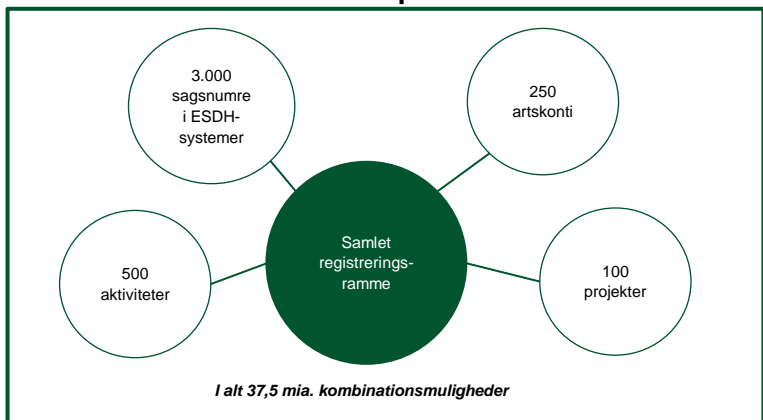 3.000
sagsnumre
i ESDH-
systemer
250
artskonti
Samlet
registrerings-
ramme
500
aktiviteter
100
projekter
I alt 37,5 mia. kombinationsmuligheder